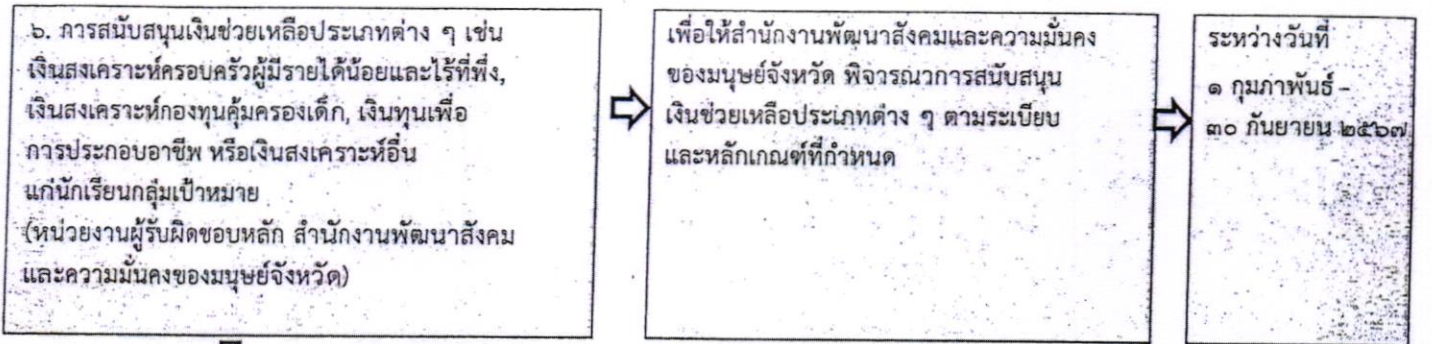 ๖. การสนับสนุนเงินช่วยเหลือประเภทต่าง ๆ เช่น
เงินสงเคราะห์ครอบครัวผู้มีรายได้น้อยและไร้ที่พึ่ง,
เงินสงเคราะห์กองทุนคุ้มครองเด็ก, เงินทุนเพื่อ
การประกอบอาชีพ หรือเงินสงเคราะห์อื่น
แก่นักเรียนกลุ่มเป้าหมาย
(หน่วยงานผู้รับผิดชอบหลัก สำนักงานพัฒนาสังคม
และความมั่นคงของมนุษย์จังหวัด)
เพื่อให้สำนักงานพัฒนาสังคมและความมั่นคง
ของมนุษย์จังหวัด พิจารณวการสนับสนุน
เงินช่วยเหลือประเภทต่าง ๆ ตามระเบียบ
และหลักเกณฑ์ที่กำหนด
ระหว่างวันที่
๑ กุมภาพันธ์ –
๓๐ กันยายน ๒๕๖๗